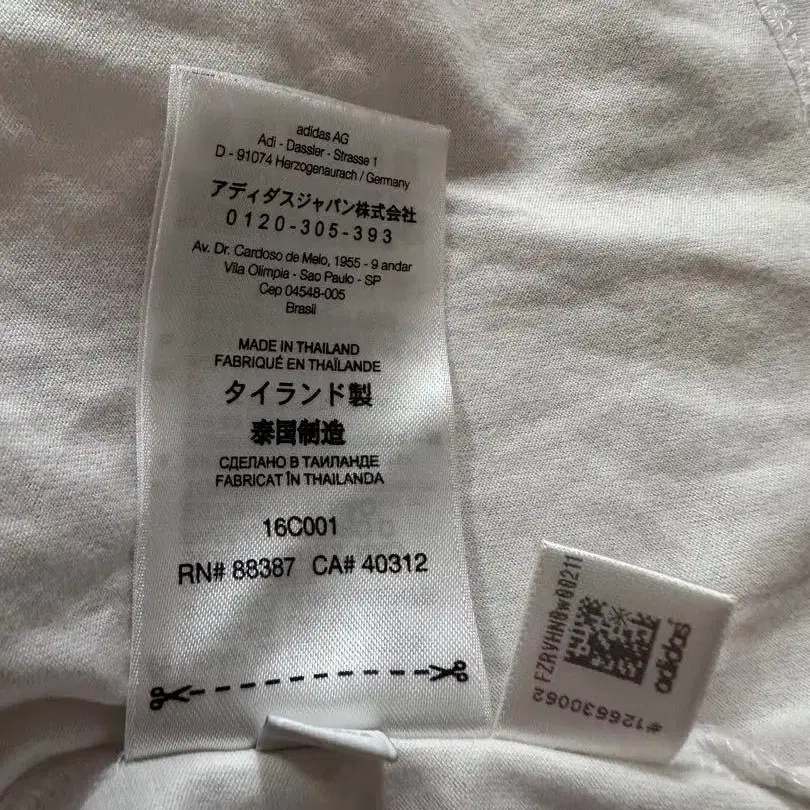 adidas AG
Adi - Dassler - Strasse 1
D - 91074 Herzogenaurach / Germany
アディダスジャパン株式会社
0120-305-393
Av. Dr. Cardoso de Melo, 1955 - 9 andar
Vila Olimpia - Sao Paulo - SP
Cep 04548-005
Brasil
MADE IN THAILAND
FABRIQUÉ EN THAÏLANDE
タイランド製
泰国制造
СДЕЛАНО В ТАИЛАНДЕ
FABRICAT ÎN THAILANDA
16C001
RN# 88387 CA# 40312
adidas
#126630062